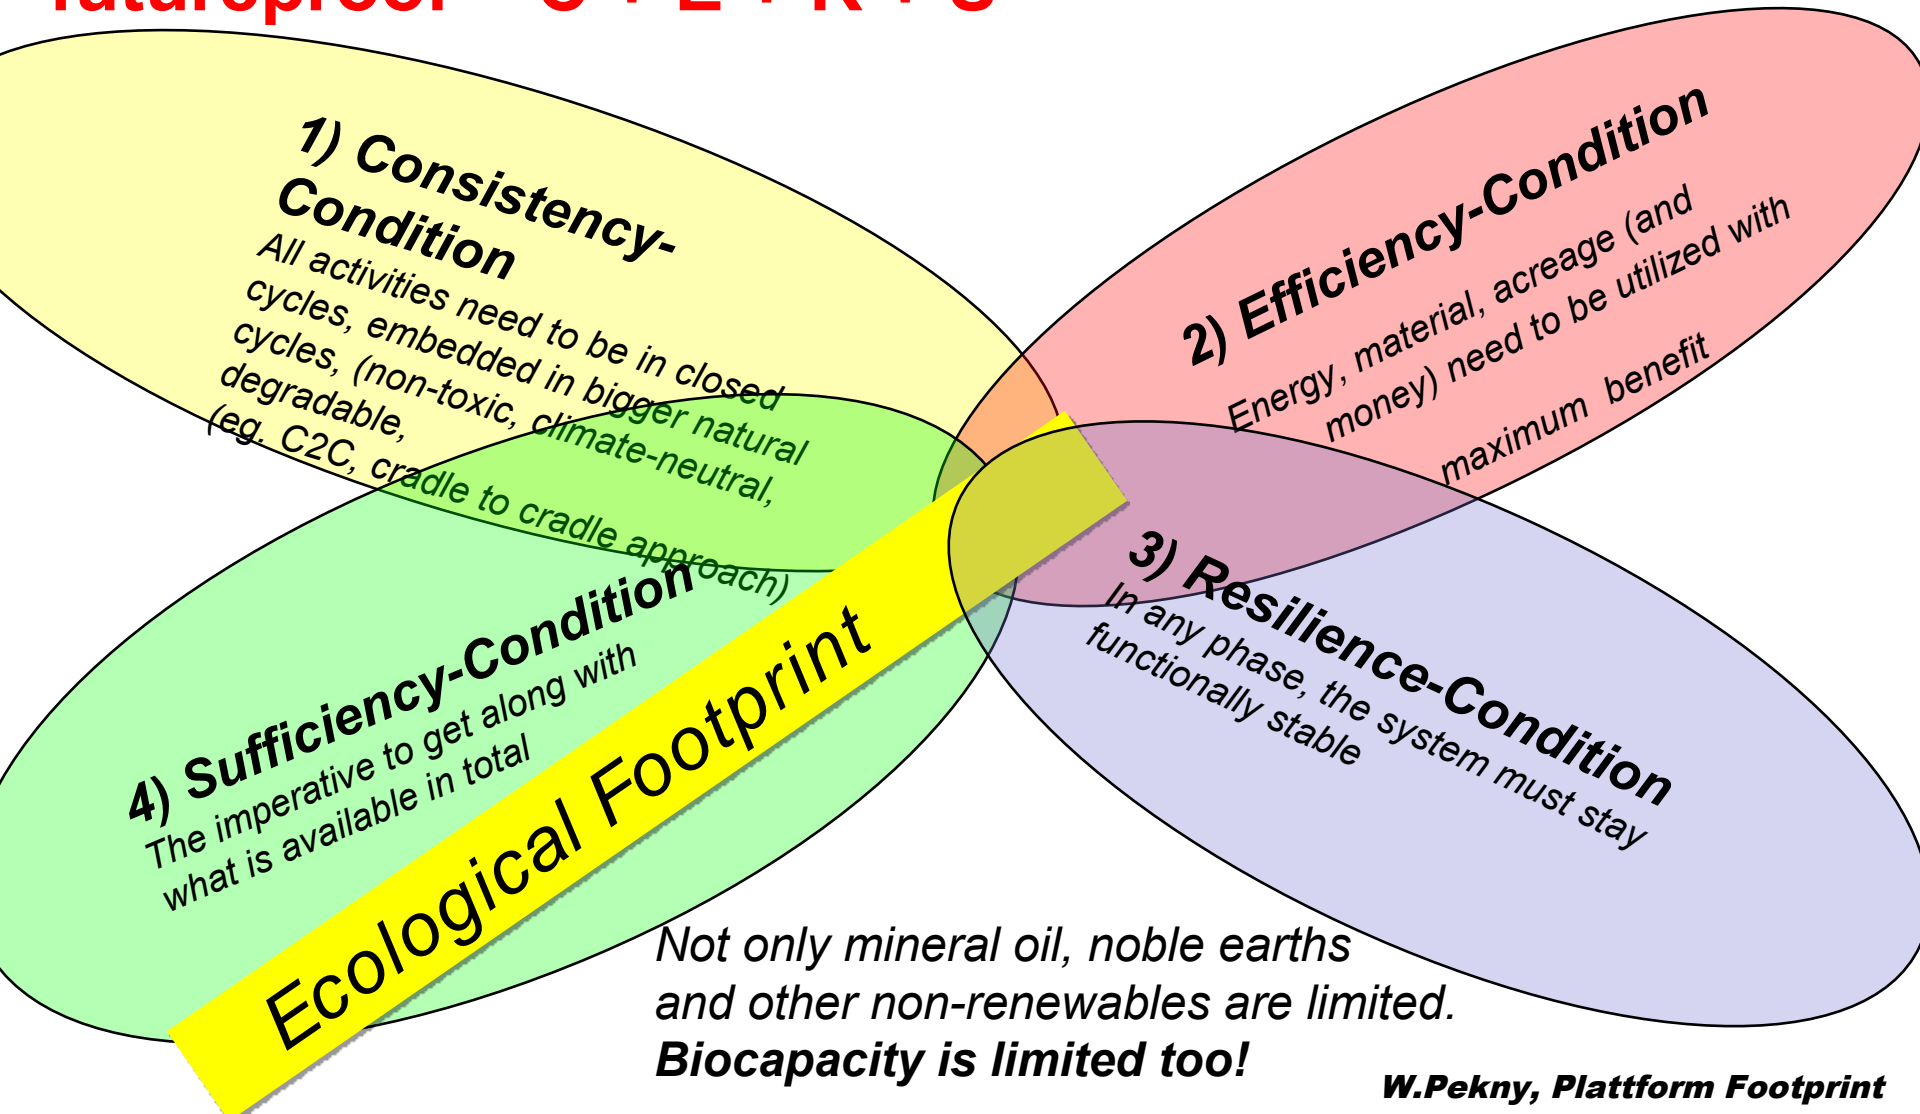 futureproof = C + E + R + S
1) Consistency-
Condition
All activities need to be in closed
cycles, embedded in bigger natural
cycles, (non-toxic, climate-neutral,
degradable,
(eg. C2C, cradle to cradle approach)
2) Efficiency-Condition
Energy, material, acreage (and
money) need to be utilized with
maximum benefit
3) Resilience-Condition
In any phase, the system must stay
functionally stable
4) Sufficiency-Condition
The imperative to get along with
what is available in total
Ecological Footprint
Not only mineral oil, noble earths
and other non-renewables are limited.
Biocapacity is limited too!
W.Pekny, Plattform Footprint